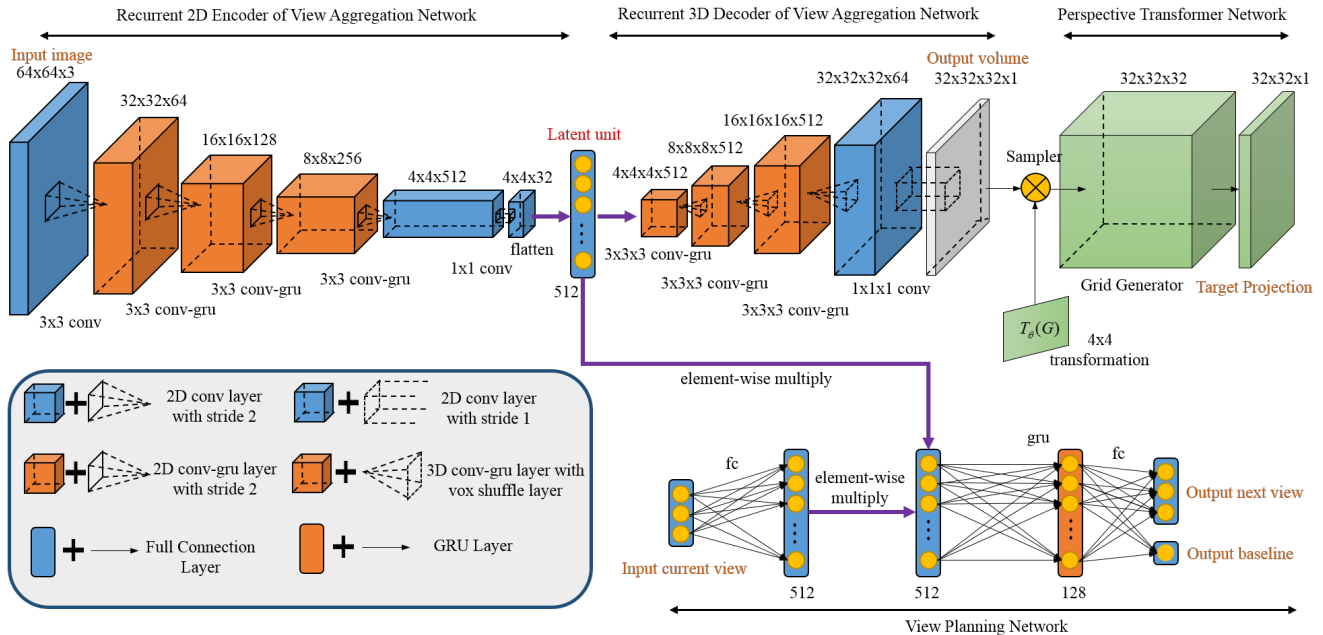 Recurrent 2D Encoder of View Aggregation Network
Recurrent 3D Decoder of View Aggregation Network
Perspective Transformer Network
Input image
64x64x3
32x32x64
16x16x128
8x8x256
4x4x512
4x4x32
Latent unit
4x4x4x512
8x8x8x512
16x16x16x512
32x32x32x64
Output volume
32x32x32x1
32x32x32
32x32x1
Sampler
3x3 conv
3x3 conv-gru
3x3 conv-gru
3x3 conv-gru
1x1 conv
flatten
512
3x3x3 conv-gru
3x3x3 conv-gru
3x3x3 conv-gru
1x1x1 conv
Grid Generator
Target Projection
T_θ(G)
4x4
transformation
2D conv layer
with stride 2
2D conv layer
with stride 1
2D conv-gru layer
with stride 2
3D conv-gru layer with
vox shuffle layer
Full Connection
Layer
GRU Layer
element-wise multiply
fc
element-wise
multiply
gru
fc
Input current view
512
512
128
Output next view
Output baseline
View Planning Network